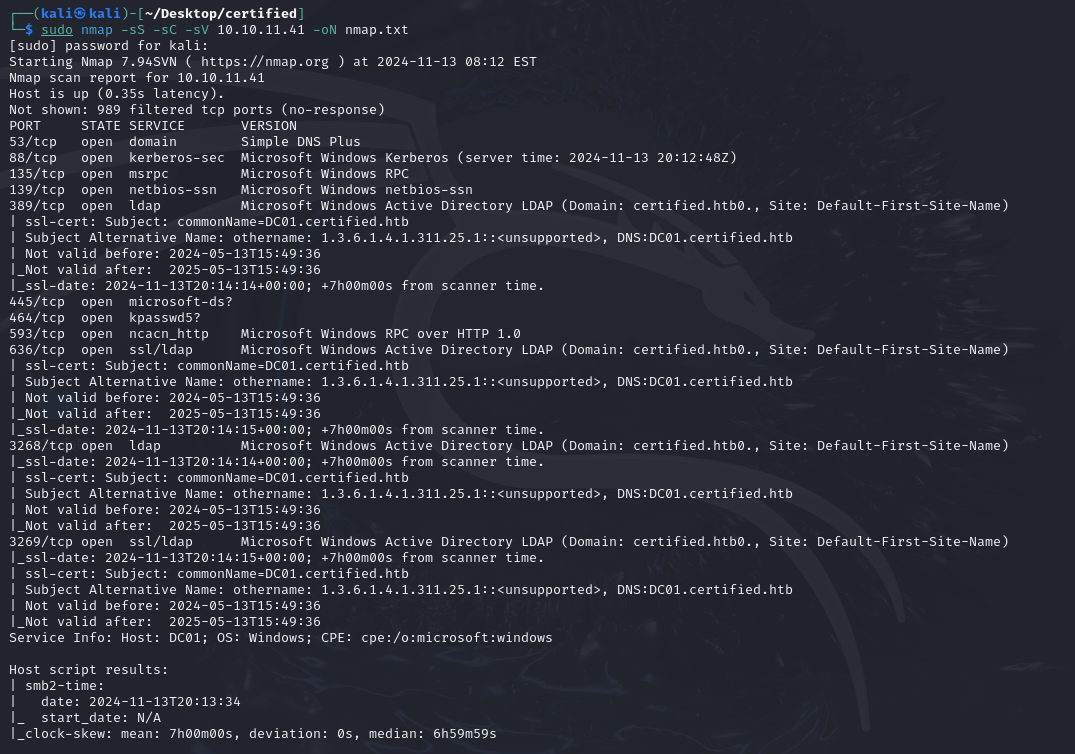 ┌──(kali㉿kali)-[~/Desktop/certified]
└─$ sudo nmap -sS -sC -sV 10.10.11.41 -oN nmap.txt
[sudo] password for kali:
Starting Nmap 7.94SVN ( https://nmap.org ) at 2024-11-13 08:12 EST
Nmap scan report for 10.10.11.41
Host is up (0.35s latency).
Not shown: 989 filtered tcp ports (no-response)
PORT     STATE SERVICE       VERSION
53/tcp   open  domain        Simple DNS Plus
88/tcp   open  kerberos-sec  Microsoft Windows Kerberos (server time: 2024-11-13 20:12:48Z)
135/tcp  open  msrpc         Microsoft Windows RPC
139/tcp  open  netbios-ssn   Microsoft Windows netbios-ssn
389/tcp  open  ldap          Microsoft Windows Active Directory LDAP (Domain: certified.htb0., Site: Default-First-Site-Name)
| ssl-cert: Subject: commonName=DC01.certified.htb
| Subject Alternative Name: othername: 1.3.6.1.4.1.311.25.1::<unsupported>, DNS:DC01.certified.htb
| Not valid before: 2024-05-13T15:49:36
|_Not valid after:  2025-05-13T15:49:36
|_ssl-date: 2024-11-13T20:14:14+00:00; +7h00m00s from scanner time.
445/tcp  open  microsoft-ds?
464/tcp  open  kpasswd5?
593/tcp  open  ncacn_http    Microsoft Windows RPC over HTTP 1.0
636/tcp  open  ssl/ldap      Microsoft Windows Active Directory LDAP (Domain: certified.htb0., Site: Default-First-Site-Name)
| ssl-cert: Subject: commonName=DC01.certified.htb
| Subject Alternative Name: othername: 1.3.6.1.4.1.311.25.1::<unsupported>, DNS:DC01.certified.htb
| Not valid before: 2024-05-13T15:49:36
|_Not valid after:  2025-05-13T15:49:36
|_ssl-date: 2024-11-13T20:14:15+00:00; +7h00m00s from scanner time.
3268/tcp open  ldap          Microsoft Windows Active Directory LDAP (Domain: certified.htb0., Site: Default-First-Site-Name)
|_ssl-date: 2024-11-13T20:14:14+00:00; +7h00m00s from scanner time.
| ssl-cert: Subject: commonName=DC01.certified.htb
| Subject Alternative Name: othername: 1.3.6.1.4.1.311.25.1::<unsupported>, DNS:DC01.certified.htb
| Not valid before: 2024-05-13T15:49:36
|_Not valid after:  2025-05-13T15:49:36
3269/tcp open  ssl/ldap      Microsoft Windows Active Directory LDAP (Domain: certified.htb0., Site: Default-First-Site-Name)
|_ssl-date: 2024-11-13T20:14:15+00:00; +7h00m00s from scanner time.
| ssl-cert: Subject: commonName=DC01.certified.htb
| Subject Alternative Name: othername: 1.3.6.1.4.1.311.25.1::<unsupported>, DNS:DC01.certified.htb
| Not valid before: 2024-05-13T15:49:36
|_Not valid after:  2025-05-13T15:49:36
Service Info: Host: DC01; OS: Windows; CPE: cpe:/o:microsoft:windows

Host script results:
| smb2-time:
|   date: 2024-11-13T20:13:34
|_  start_date: N/A
|_clock-skew: mean: 7h00m00s, deviation: 0s, median: 6h59m59s